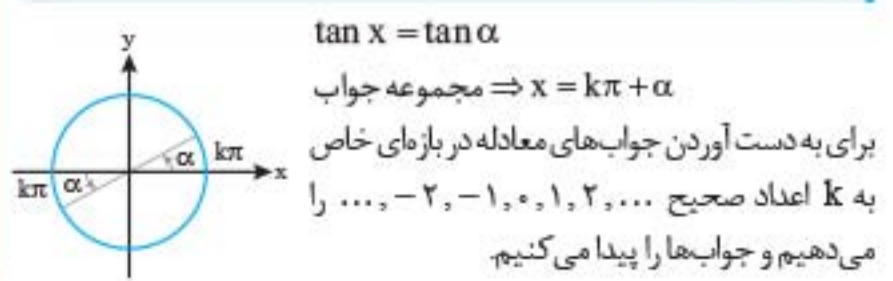 tan x = tan α
x = kπ + α ⇒ مجموعه جواب
برای به دست آوردن جواب‌های معادله در بازه‌ای خاص
به k اعداد صحیح ...,−۲,−۱,۰,۱,۲,... را
می‌دهیم و جواب‌ها را پیدا می‌کنیم.
y
α kπ
x
kπ α